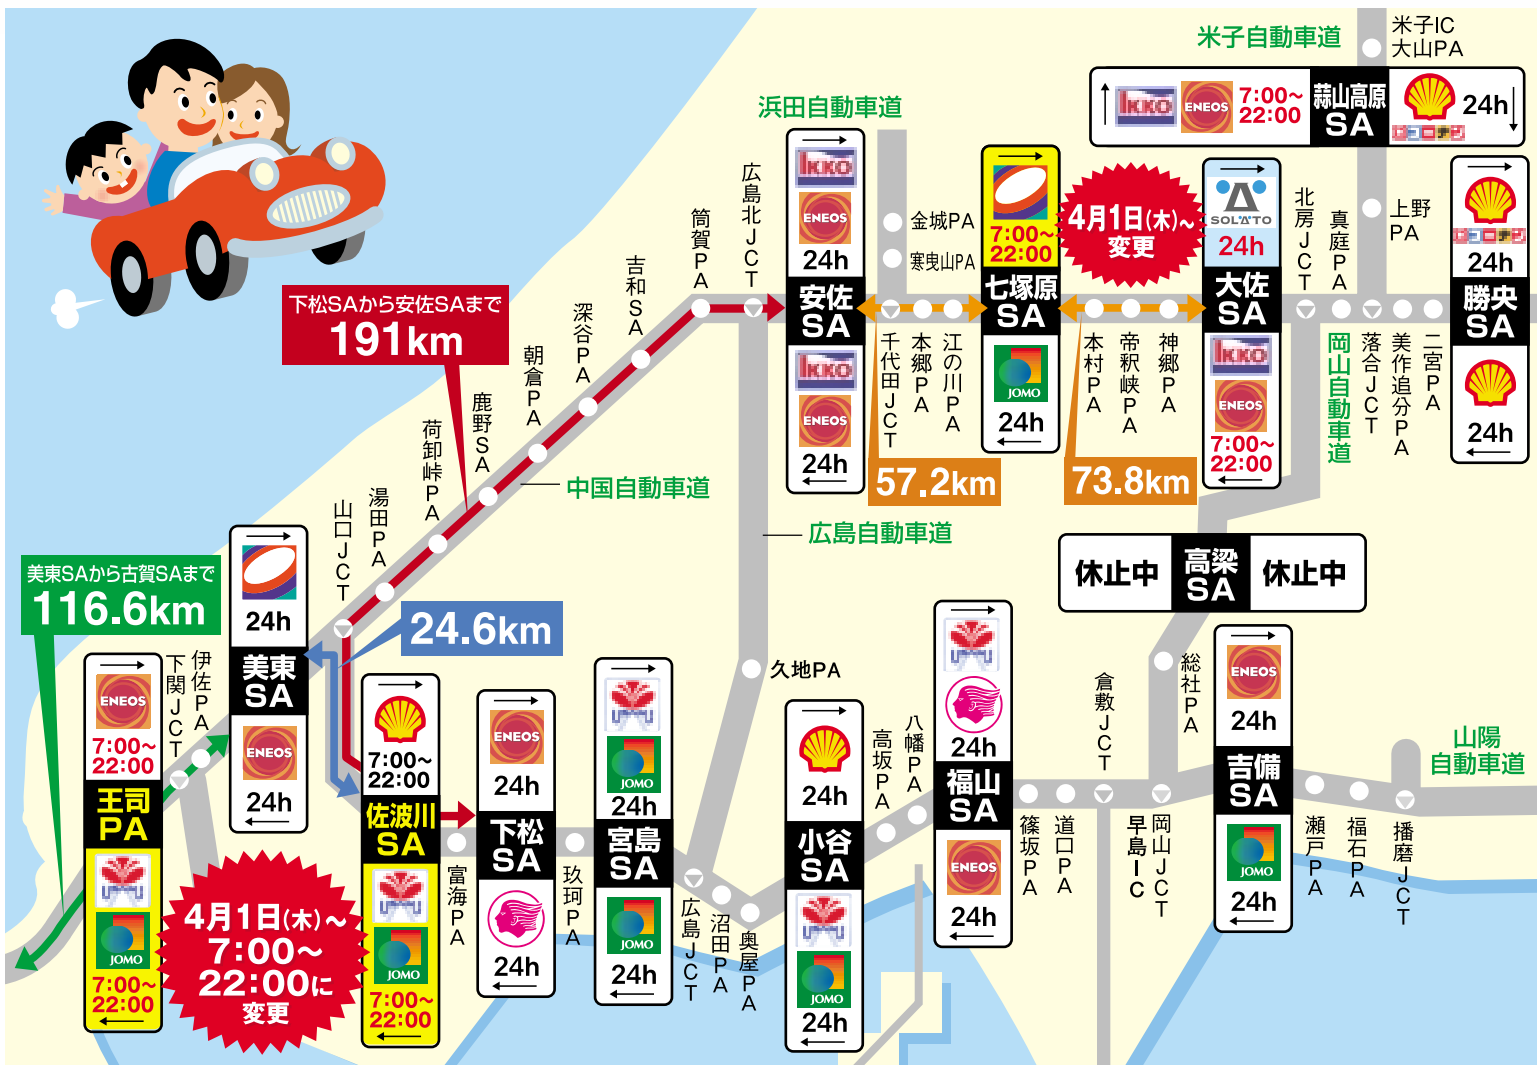 米子自動車道
米子IC
大山PA
IKKO
ENEOS
7:00～
22:00
蒜山高原
SA
24h
上野
PA
浜田自動車道
金城PA
寒曳山PA
IKKO
ENEOS
24h
安佐
SA
IKKO
ENEOS
24h
7:00～
22:00
七塚原
SA
JOMO
24h
4月1日(木)～
変更
SOLATO
24h
大佐
SA
IKKO
ENEOS
7:00～
22:00
24h
勝央
SA
24h
広島北JCT
筒賀PA
吉和SA
深谷PA
朝倉PA
鹿野SA
荷卸峠PA
湯田PA
山口JCT
千代田JCT
本郷PA
江の川PA
本村PA
帝釈峡PA
神郷PA
北房JCT
真庭PA
落合JCT
美作追分PA
二宮PA
岡山自動車道
下松SAから安佐SAまで
191km
57.2km
73.8km
中国自動車道
広島自動車道
休止中
高梁
SA
休止中
美東SAから古賀SAまで
116.6km
24.6km
24h
美東
SA
ENEOS
24h
下関JCT
伊佐PA
ENEOS
7:00～
22:00
王司
PA
JOMO
7:00～
22:00
4月1日(木)～
7:00～
22:00に
変更
7:00～
22:00
佐波川
SA
JOMO
7:00～
22:00
富海PA
ENEOS
24h
下松
SA
24h
玖珂PA
JOMO
24h
宮島
SA
JOMO
24h
久地PA
広島JCT
沼田PA
奥屋PA
24h
小谷
SA
JOMO
24h
高坂PA
八幡PA
24h
福山
SA
ENEOS
24h
篠坂PA
道口PA
倉敷JCT
早島IC
岡山JCT
総社PA
ENEOS
24h
吉備
SA
JOMO
24h
瀬戸PA
福石PA
播磨JCT
山陽
自動車道